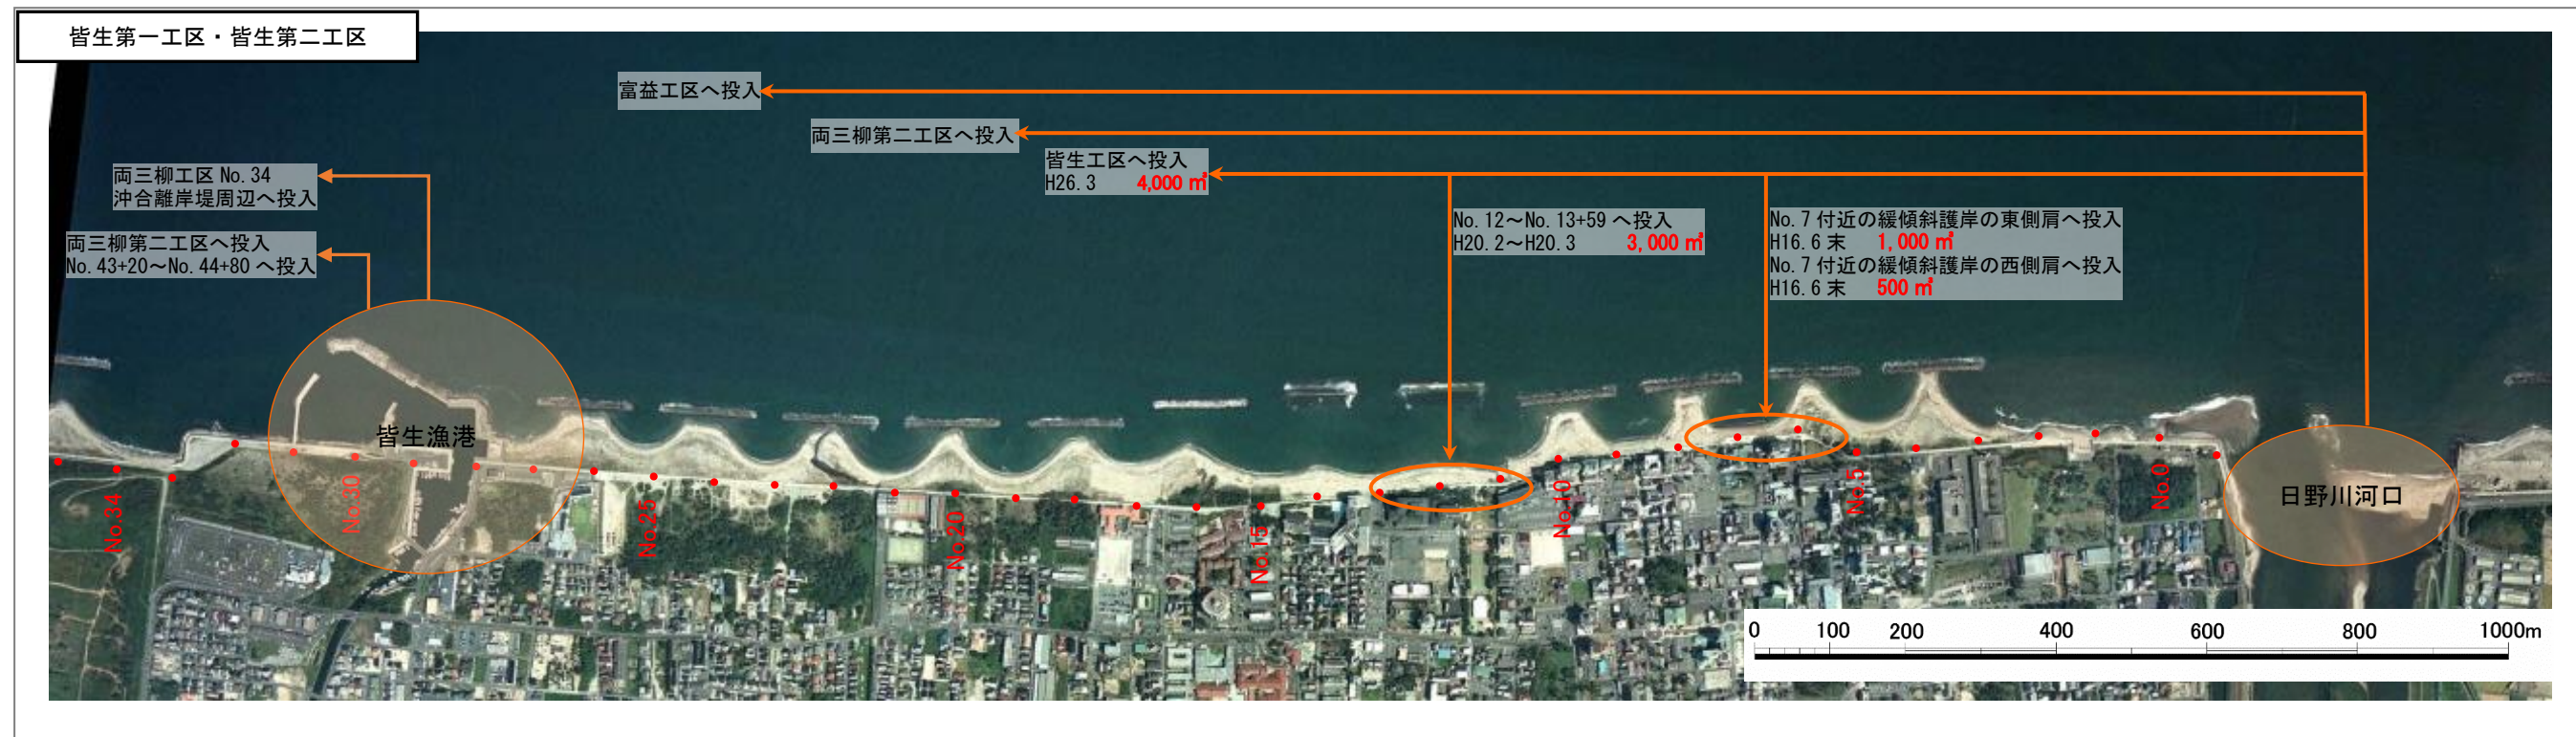 皆生第一工区・皆生第二工区
富益工区へ投入
両三柳第二工区へ投入
皆生工区へ投入
H26.3 4,000 ㎥
両三柳工区 No.34
沖合離岸堤周辺へ投入
両三柳第二工区へ投入
No.43+20～No.44+80 へ投入
No.12～No.13+59 へ投入
H20.2～H20.3 3,000 ㎥
No.7 付近の緩傾斜護岸の東側肩へ投入
H16.6 末 1,000 ㎥
No.7 付近の緩傾斜護岸の西側肩へ投入
H16.6 末 500 ㎥
皆生漁港
日野川河口
No.34
No.30
No.25
No.20
No.15
No.10
No.5
No.0
0 100 200 400 600 800 1000m